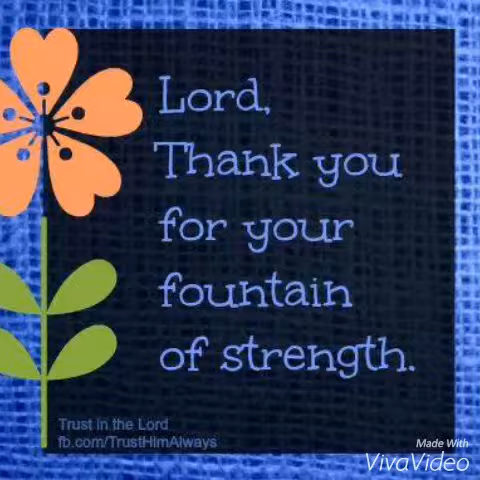 Lord,
Thank you
for your
fountain
of strength.
Trust in the Lord
fb.com/TrustHimAlways
Made With
VivaVideo